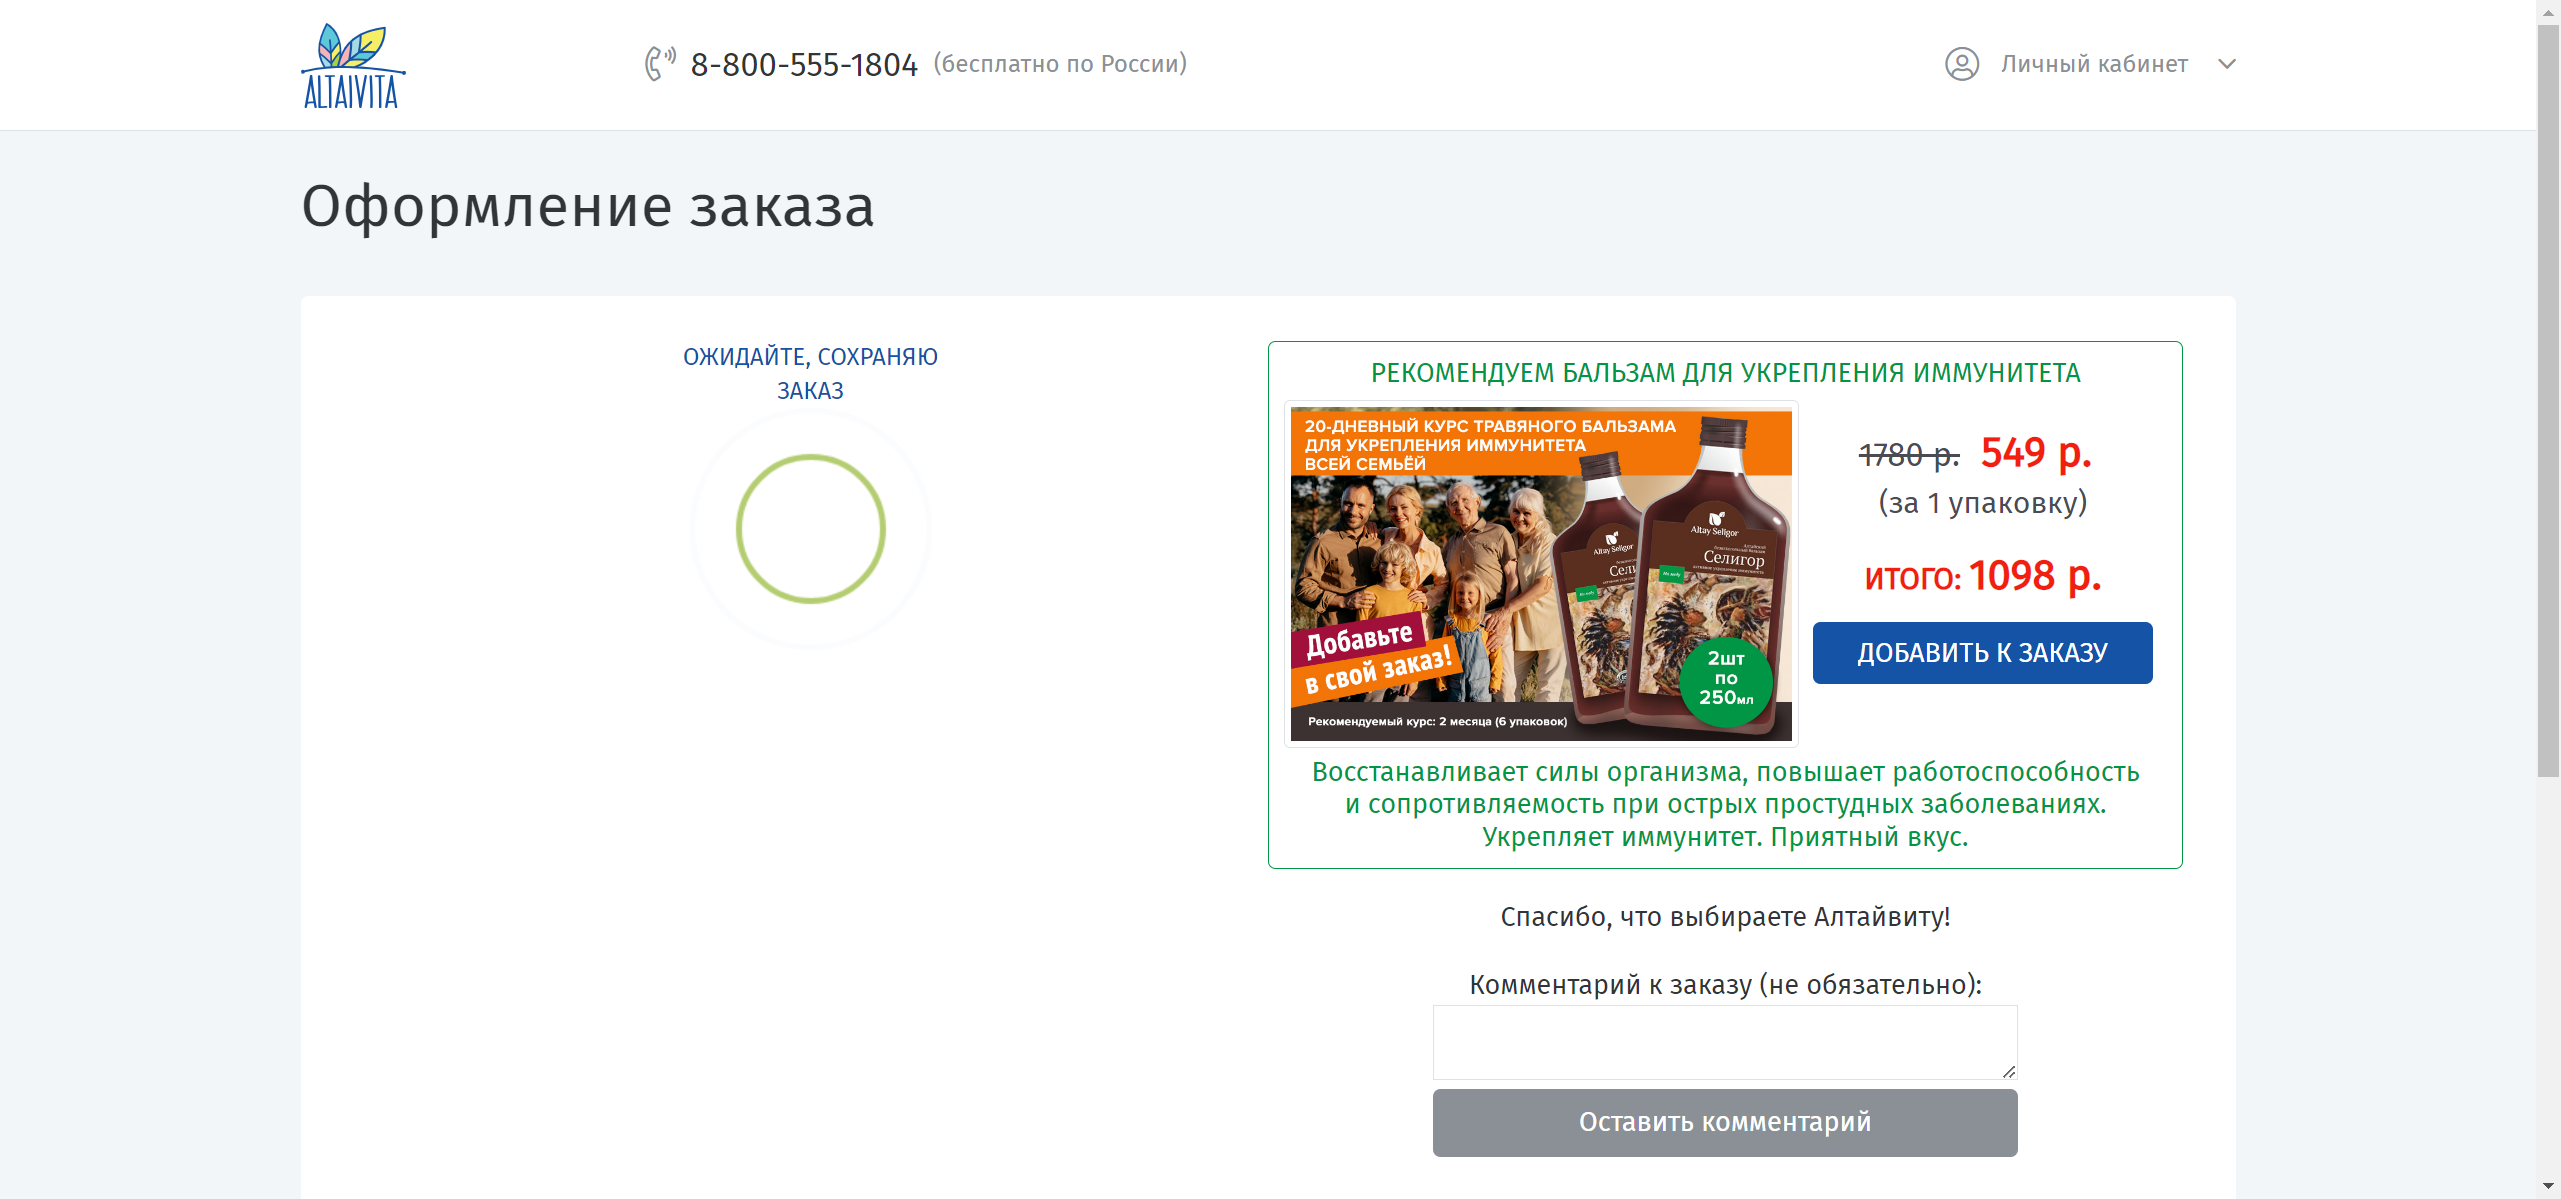 ALTAIVITA
8-800-555-1804 (бесплатно по России)
Личный кабинет
Оформление заказа
ОЖИДАЙТЕ, СОХРАНЯЮ
ЗАКАЗ
РЕКОМЕНДУЕМ БАЛЬЗАМ ДЛЯ УКРЕПЛЕНИЯ ИММУНИТЕТА
20-ДНЕВНЫЙ КУРС ТРАВЯНОГО БАЛЬЗАМА
ДЛЯ УКРЕПЛЕНИЯ ИММУНИТЕТА
ВСЕЙ СЕМЬЁЙ
Altay Seligor
Селигор
Altay Seligor
Добавьте
в свой заказ!
2шт
по
250мл
Рекомендуемый курс: 2 месяца (6 упаковок)
1780 р. 549 р.
(за 1 упаковку)
итого: 1098 р.
ДОБАВИТЬ К ЗАКАЗУ
Восстанавливает силы организма, повышает работоспособность
и сопротивляемость при острых простудных заболеваниях.
Укрепляет иммунитет. Приятный вкус.
Спасибо, что выбираете Алтайвиту!
Комментарий к заказу (не обязательно):
Оставить комментарий